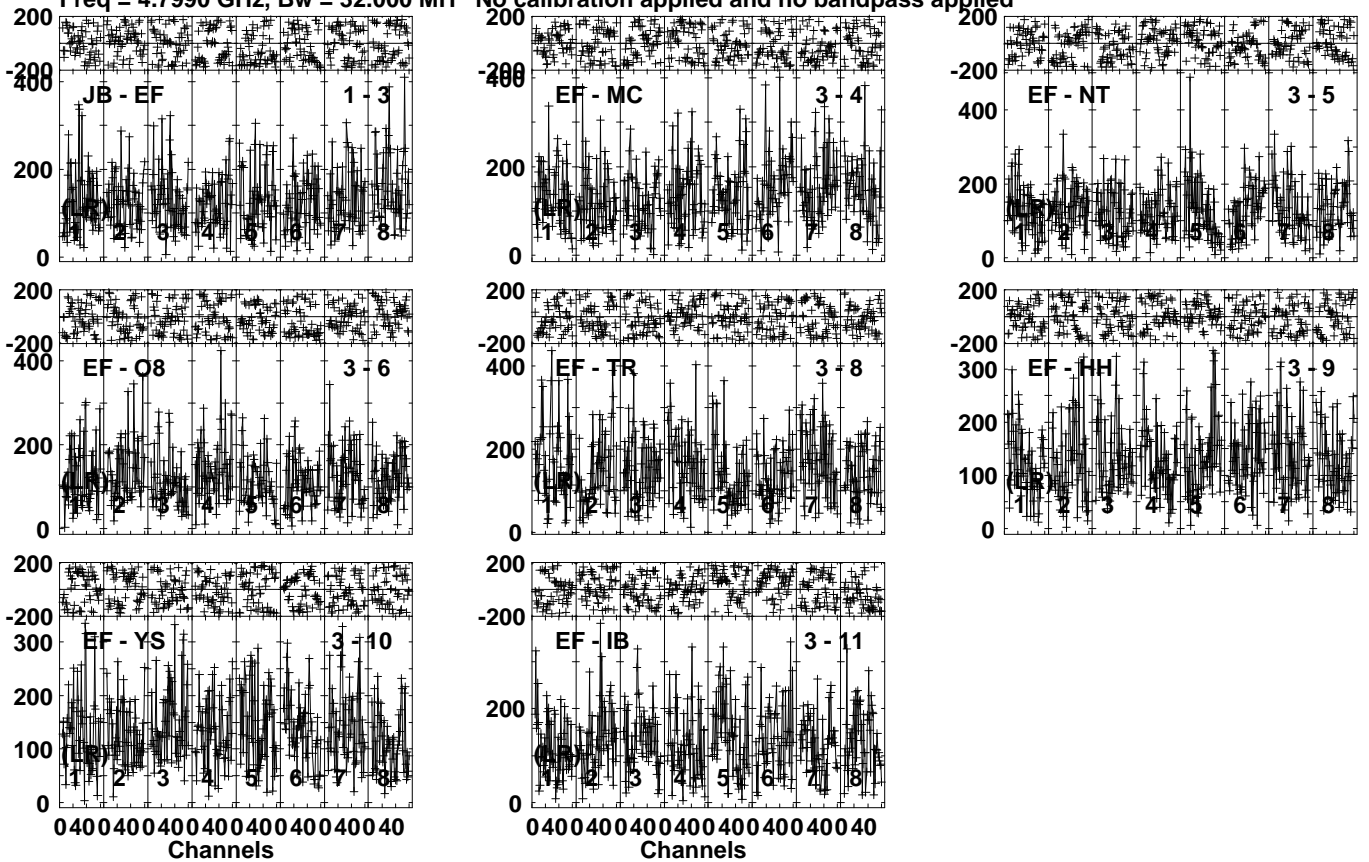 Freq = 4.7990 GHz, Bw = 32.000 MH No calibration applied and no bandpass applied
200 200 200
-200 -200 -200
400 400
JB - EF 1 - 3 EF - MC 3 - 4 EF - NT 3 - 5
400
200 200 200
(LR) (LR) (LR)
1 2 3 4 5 6 7 8 1 2 3 4 5 6 7 8 1 2 3 4 5 6 7 8
0 0 0
200 200 200
-200 -200 -200
EF - O8 3 - 6 EF - TR 3 - 8 EF - HH 3 - 9
400 400 300
200 200 200
100
(LR) (LR) (LR)
1 2 3 4 5 6 7 8 1 2 3 4 5 6 7 8 1 2 3 4 5 6 7 8
0 0 0
200 200
-200 -200
EF - YS 3 - 10 EF - IB 3 - 11
300
200 200
100
(LR) (LR)
1 2 3 4 5 6 7 8 1 2 3 4 5 6 7 8
0 0
0 40 0 40 0 40 0 40 0 40 0 40 0 40 0 40 0 40 0 40 0 40 0 40 0 40 0 40 0 40 0 40
Channels Channels